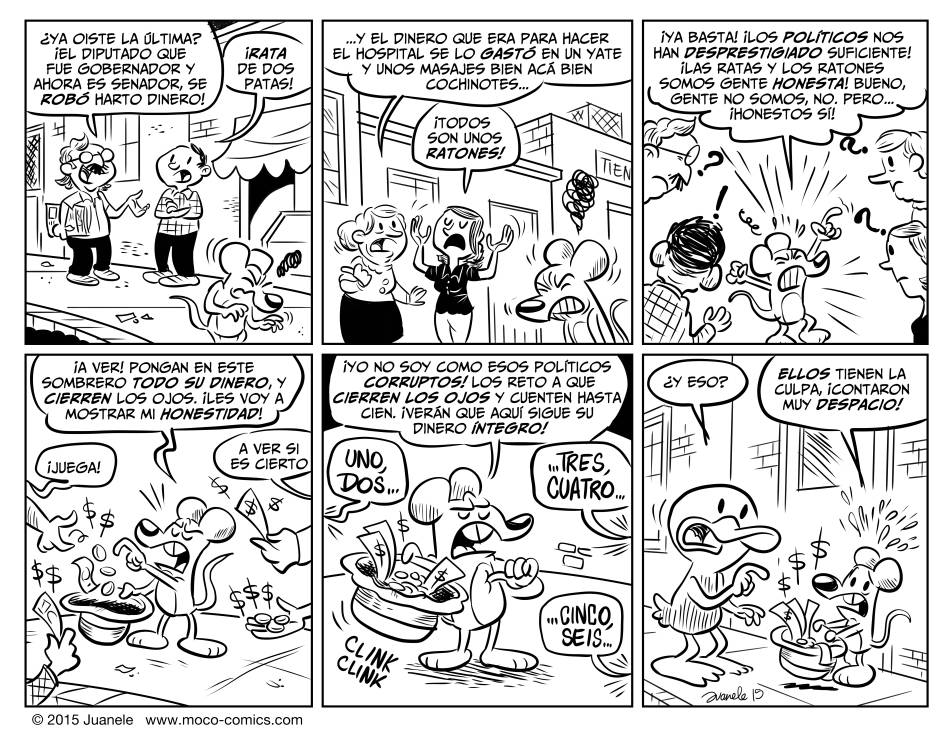 ¿YA OISTE LA ÚLTIMA?
¡EL DIPUTADO QUE
FUE GOBERNADOR Y
AHORA ES SENADOR, SE
ROBÓ HARTO DINERO!
¡RATA
DE DOS
PATAS!
...Y EL DINERO QUE ERA PARA HACER
EL HOSPITAL SE LO GASTÓ EN UN YATE
Y UNOS MASAJES BIEN ACÁ BIEN
COCHINOTES...
¡TODOS
SON UNOS
RATONES!
TIEN
¡YA BASTA! ¡LOS POLÍTICOS NOS
HAN DESPRESTIGIADO SUFICIENTE!
¡LAS RATAS Y LOS RATONES
SOMOS GENTE HONESTA! BUENO,
GENTE NO SOMOS, NO. PERO...
¡HONESTOS SÍ!
?
!
?
?
¡A VER! PONGAN EN ESTE
SOMBRERO TODO SU DINERO, Y
CIERREN LOS OJOS. ¡LES VOY A
MOSTRAR MI HONESTIDAD!
¡JUEGA!
A VER SI
ES CIERTO
¡YO NO SOY COMO ESOS POLÍTICOS
CORRUPTOS! LOS RETO A QUE
CIERREN LOS OJOS Y CUENTEN HASTA
CIEN. ¡VERÁN QUE AQUÍ SIGUE SU
DINERO ÍNTEGRO!
UNO,
DOS...
...TRES,
CUATRO...
...CINCO,
SEIS...
CLINK
CLINK
¿Y ESO?
ELLOS TIENEN LA
CULPA, ¡CONTARON
MUY DESPACIO!
Juanele 15
© 2015 Juanele www.moco-comics.com